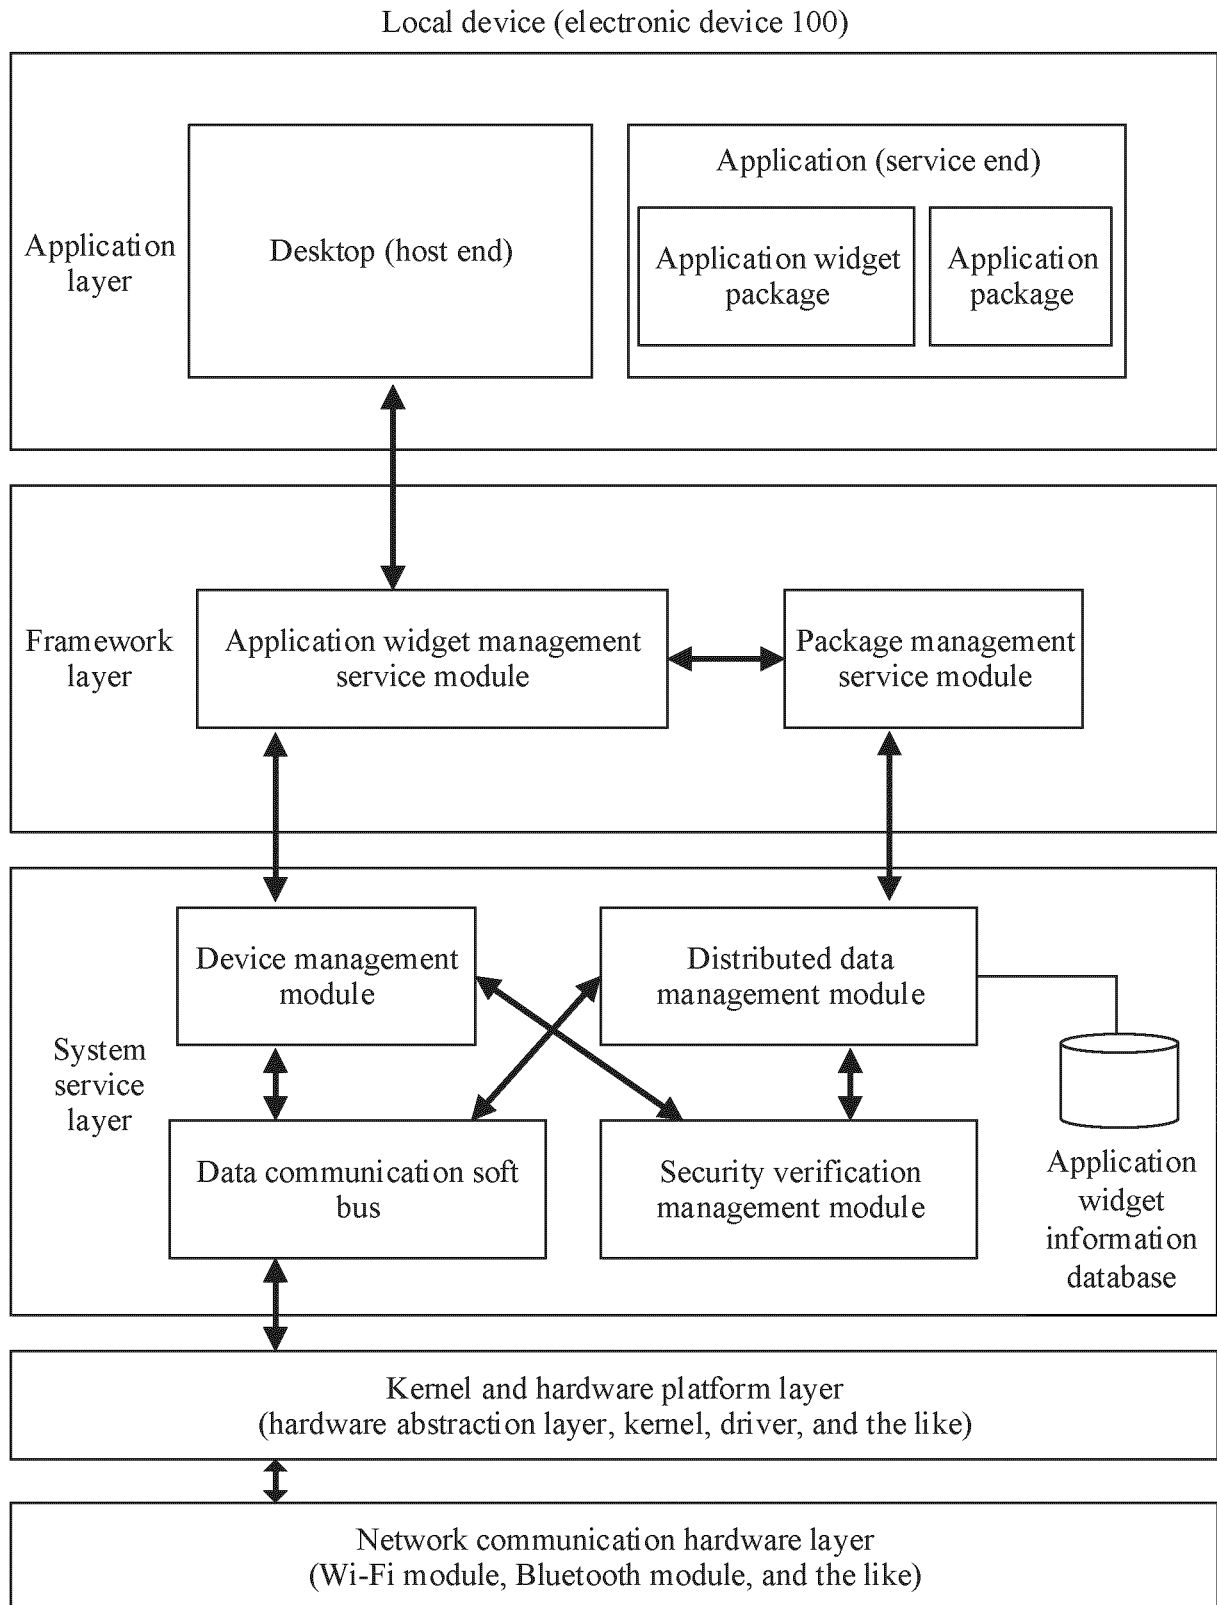 Local device (electronic device 100)
Application
layer
Desktop (host end)
Application (service end)
Application widget
package
Application
package
Framework
layer
Application widget management
service module
Package management
service module
System
service
layer
Device management
module
Distributed data
management module
Data communication soft
bus
Security verification
management module
Application
widget
information
database
Kernel and hardware platform layer
(hardware abstraction layer, kernel, driver, and the like)
Network communication hardware layer
(Wi-Fi module, Bluetooth module, and the like)